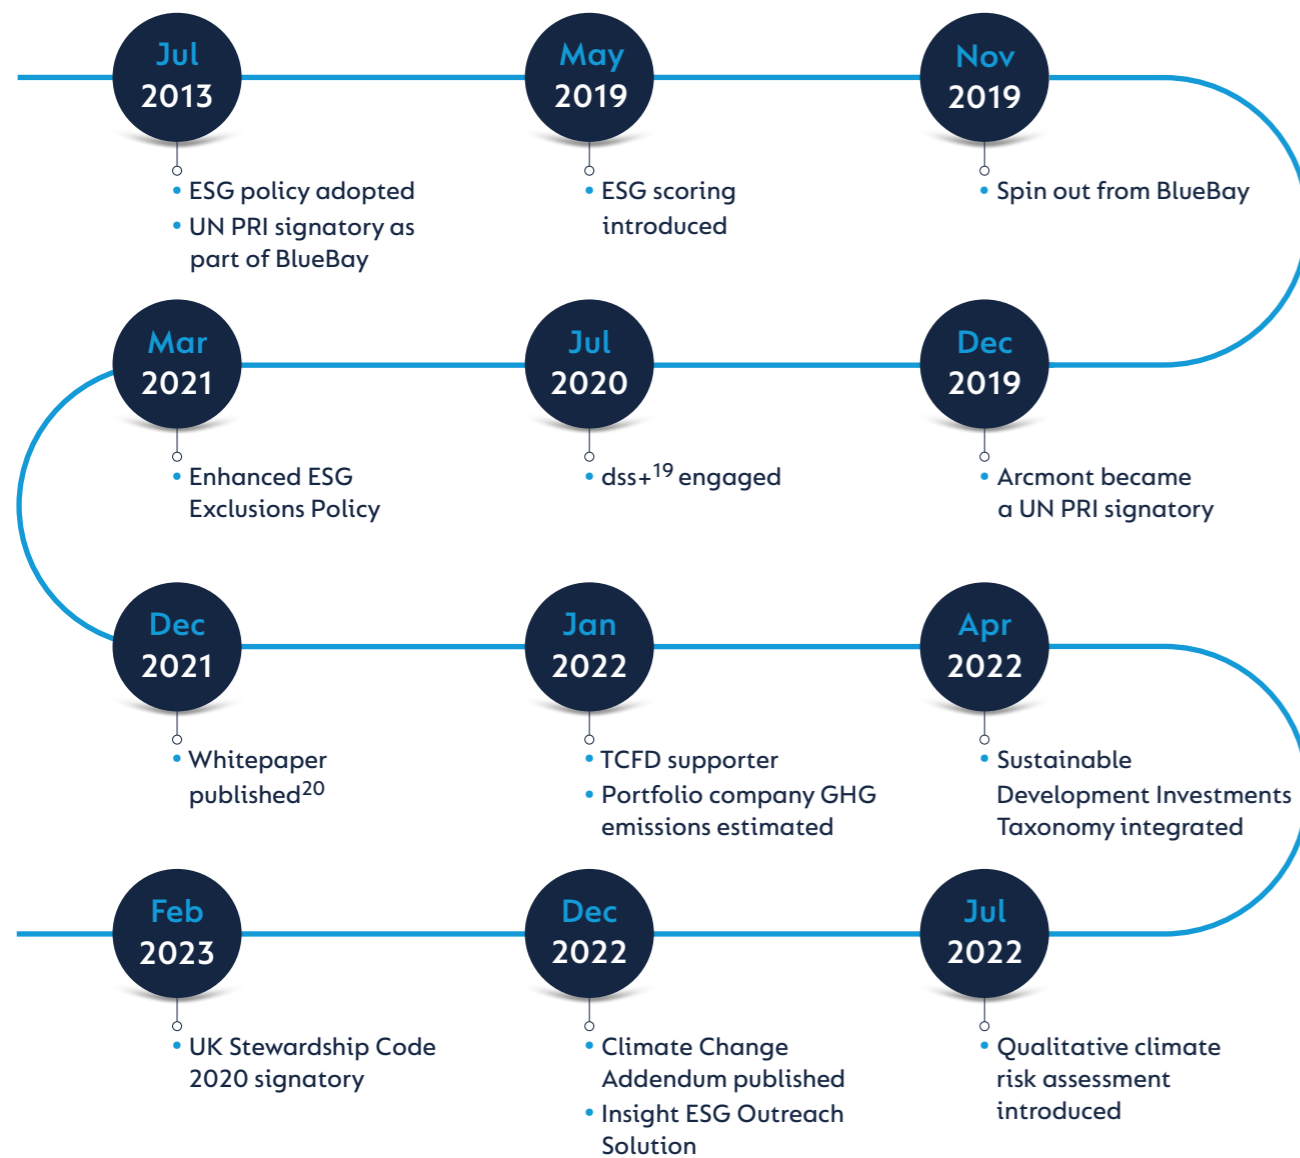 Jul
2013
• ESG policy adopted
• UN PRI signatory as
part of BlueBay
May
2019
• ESG scoring
introduced
Nov
2019
• Spin out from BlueBay
Dec
2019
• Arcmont became
a UN PRI signatory
Jul
2020
• dss+19 engaged
Mar
2021
• Enhanced ESG
Exclusions Policy
Dec
2021
• Whitepaper
published20
Jan
2022
• TCFD supporter
• Portfolio company GHG
emissions estimated
Apr
2022
• Sustainable
Development Investments
Taxonomy integrated
Jul
2022
• Qualitative climate
risk assessment
introduced
Dec
2022
• Climate Change
Addendum published
• Insight ESG Outreach
Solution
Feb
2023
• UK Stewardship Code
2020 signatory